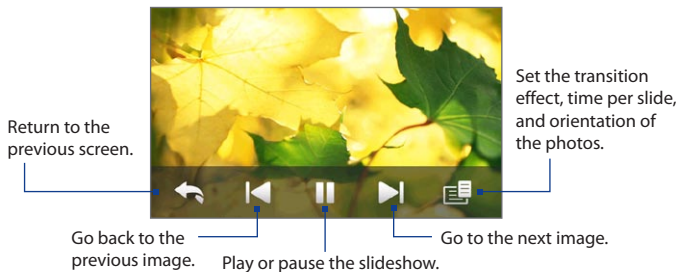 Return to the
previous screen.
Set the transition
effect, time per slide,
and orientation of
the photos.
Go back to the
previous image.
Play or pause the slideshow.
Go to the next image.